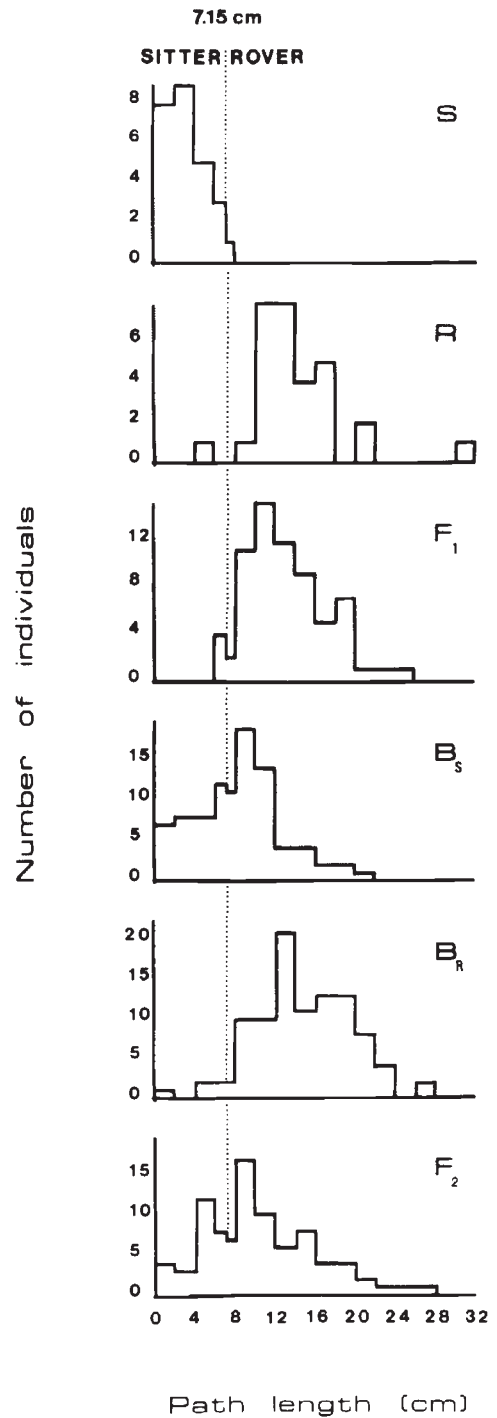 7.15 cm
SITTER ROVER
S
8
6
4
2
0
R
6
4
2
0
F1
12
8
4
0
BS
15
10
5
0
BR
20
15
10
5
0
F2
15
10
5
0
0 4 8 12 16 20 24 28 32
Path length (cm)
Number of individuals